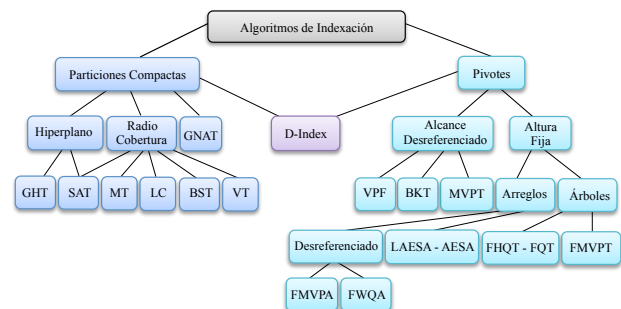 Algoritmos de Indexación
Particiones Compactas
Pivotes
Hiperplano
Radio
Cobertura
GNAT
D-Index
Alcance
Desreferenciado
Altura
Fija
GHT
SAT
MT
LC
BST
VT
VPF
BKT
MVPT
Arreglos
Árboles
Desreferenciado
LAESA - AESA
FHQT - FQT
FMVPT
FMVPA
FWQA